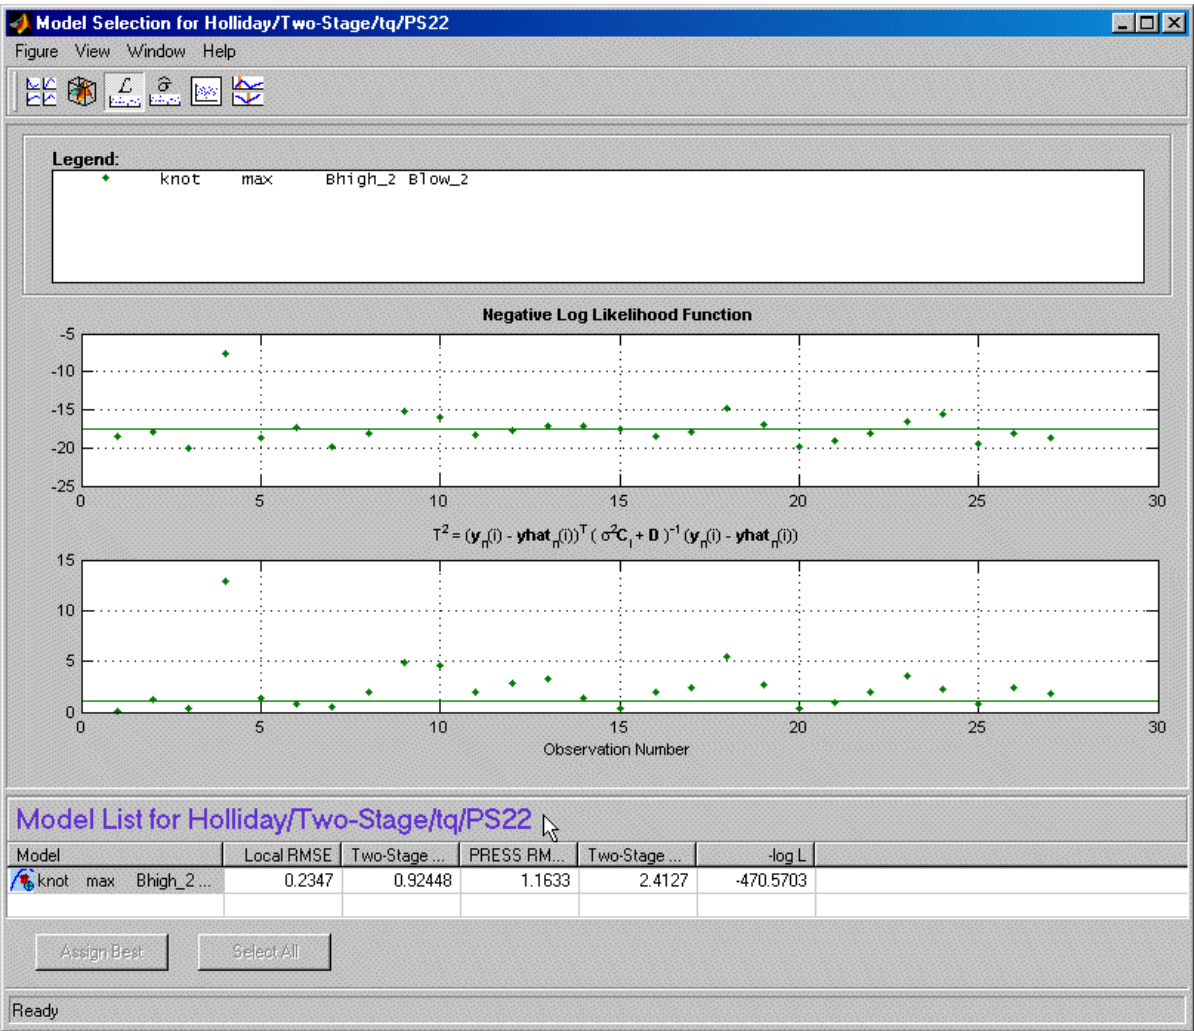 Model Selection for Holliday/Two-Stage/tq/PS22
Figure View Window Help
Legend:
knot max Bhigh_2 Blow_2
Negative Log Likelihood Function
-5
-10
-15
-20
-25
0 5 10 15 20 25 30
T² = (yₙ(i) - yhatₙ(i))ᵀ ( σ²Cᵢ + D )⁻¹ (yₙ(i) - yhatₙ(i))
15
10
5
0
0 5 10 15 20 25 30
Observation Number
Model List for Holliday/Two-Stage/tq/PS22
Model Local RMSE Two-Stage ... PRESS RM... Two-Stage ... -log L
knot max Bhigh_2 ... 0.2347 0.92448 1.1633 2.4127 -470.5703
Assign Best Select All
Ready